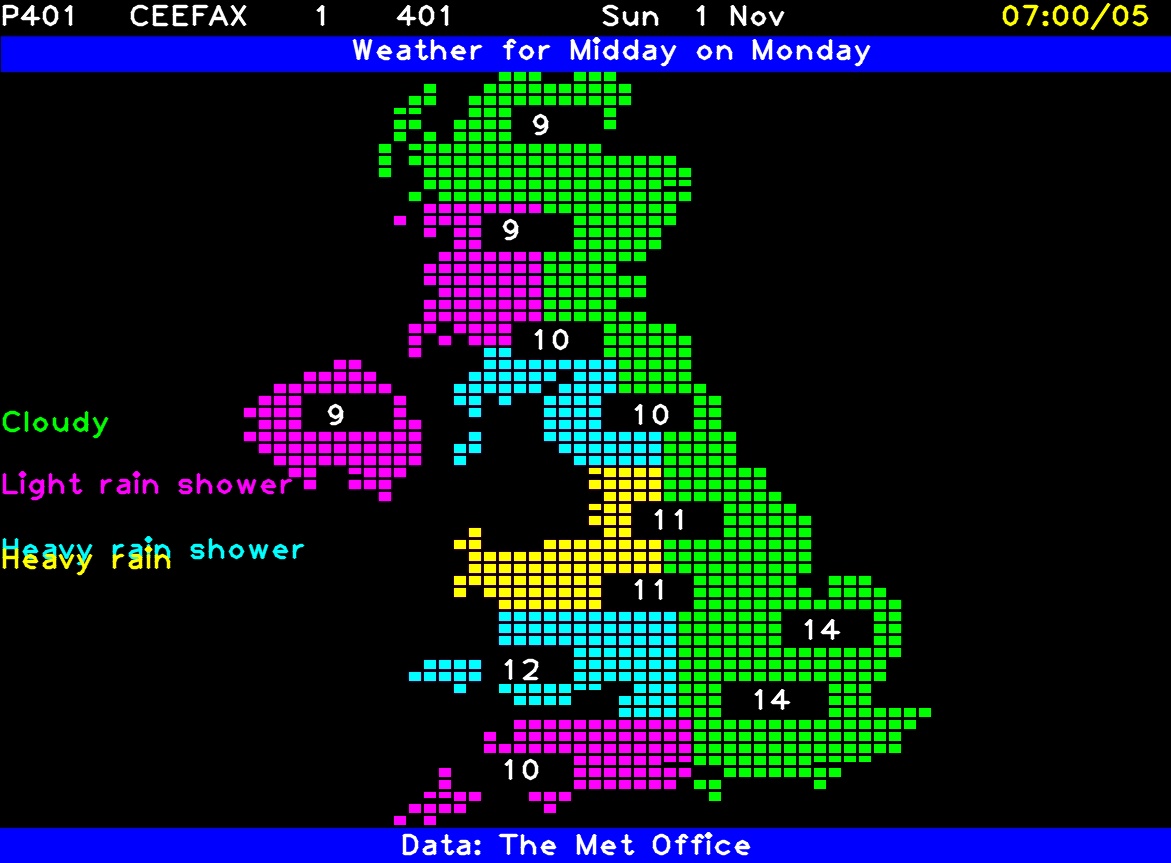 P401 CEEFAX 1 401 Sun 1 Nov 07:00/05
Weather for Midday on Monday
9
9
10
9
10
Cloudy
Light rain shower
11
Heavy rain shower
Heavy rain
11
14
12
14
10
Data: The Met Office